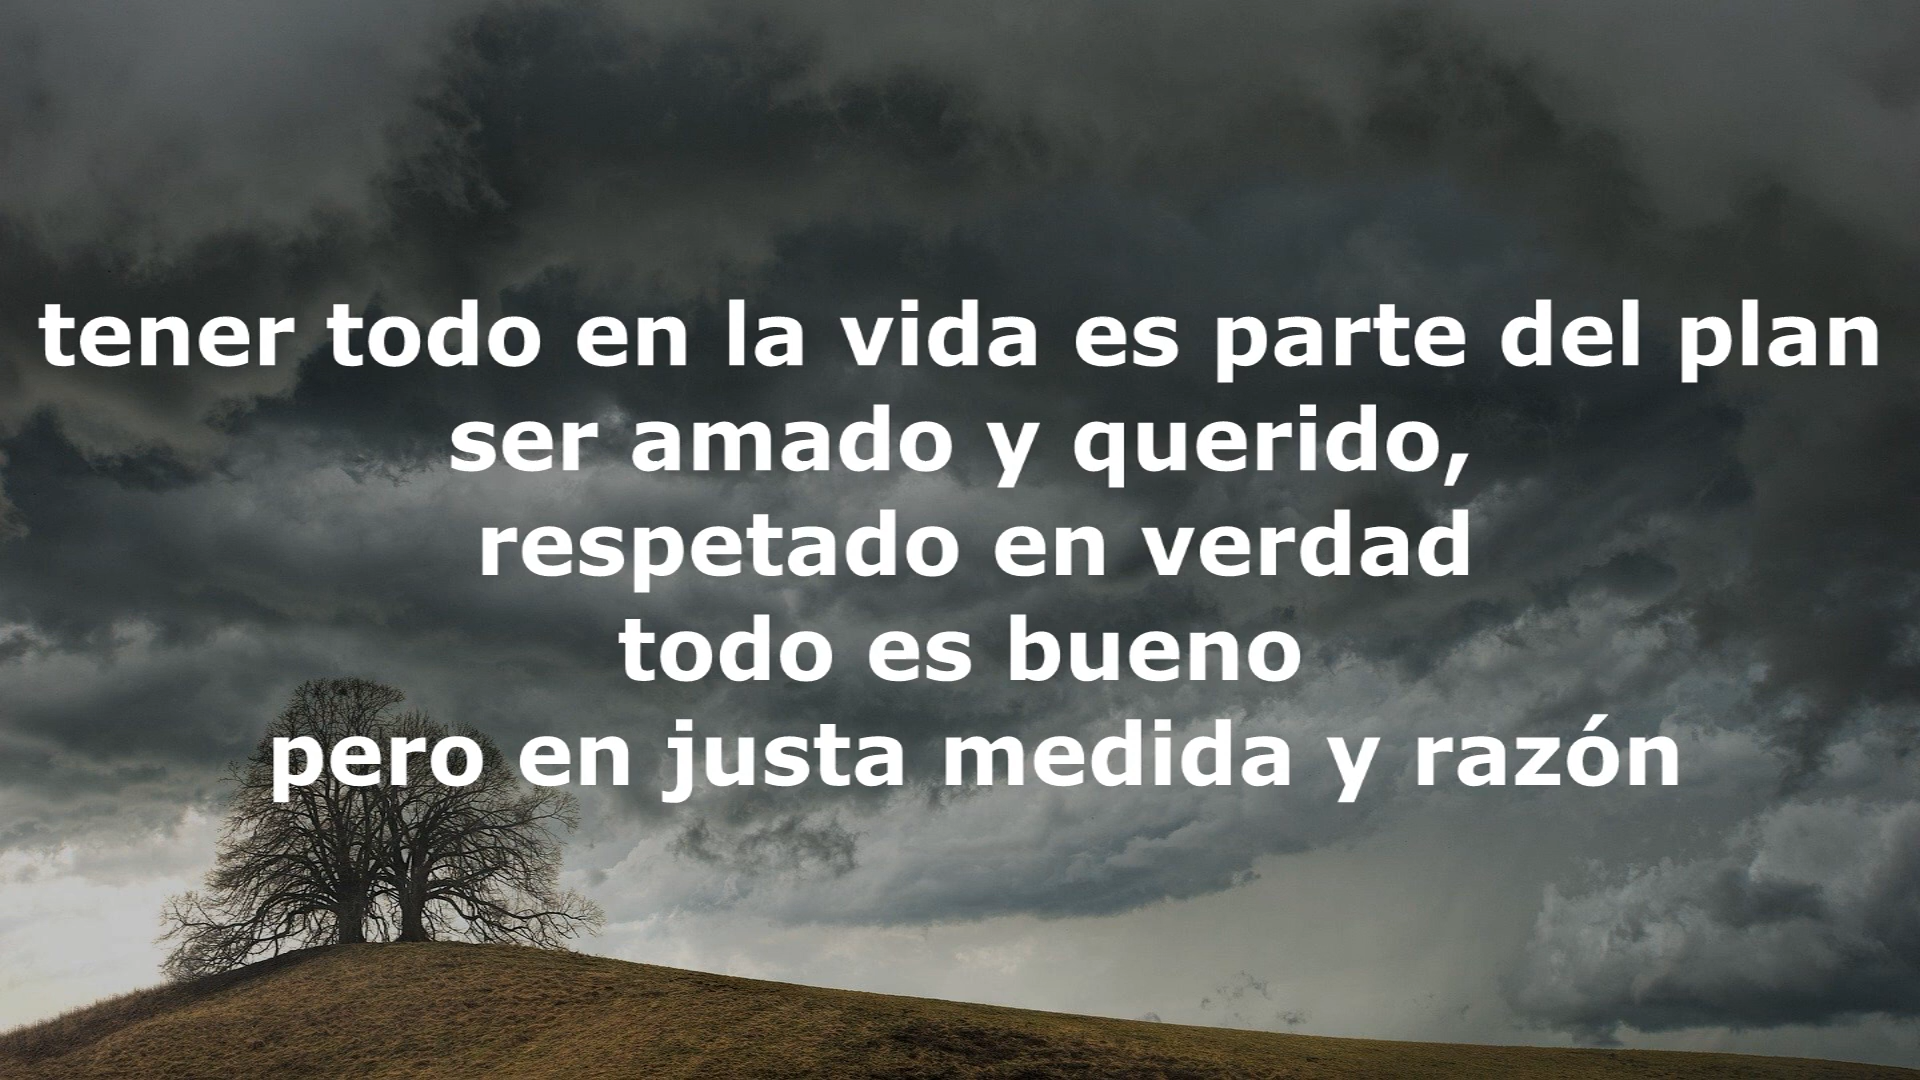 tener todo en la vida es parte del plan
ser amado y querido,
respetado en verdad
todo es bueno
pero en justa medida y razón